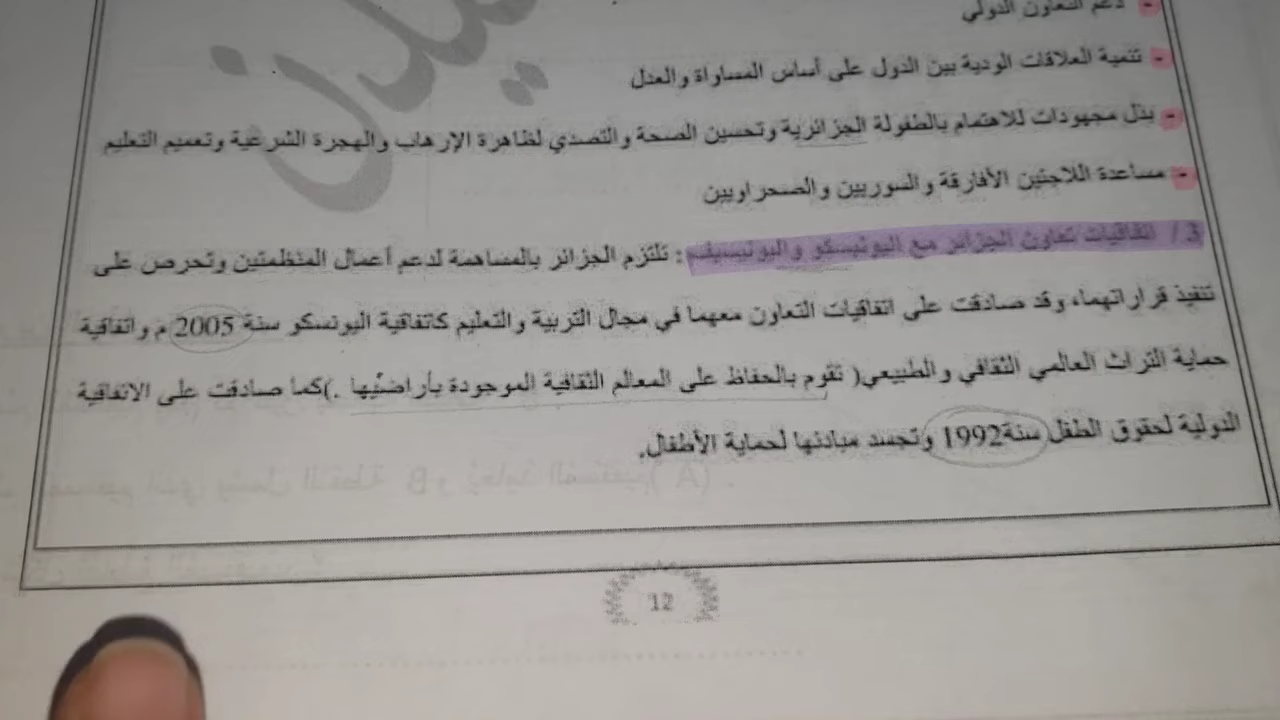 - دعم التعاون الدولي
- تنمية العلاقات الودية بين الدول على أساس المساواة والعدل
- بذل مجهودات للاهتمام بالطفولة الجزائرية وتحسين الصحة والتصدي لظاهرة الإرهاب والهجرة الشرعية وتعميم التعليم
- مساعدة اللاجئين الأفارقة والسوريين والصحراويين
3 / اتفاقيات تعاون الجزائر مع اليونيسكو واليونيسيف : تلتزم الجزائر بالمساهمة لدعم أعمال المنظمتين وتحرص على
تنفيذ قراراتهما، وقد صادقت على اتفاقيات التعاون معهما في مجال التربية والتعليم كاتفاقية اليونسكو سنة 2005 م واتفاقية
حماية التراث العالمي الثقافي والطبيعي( تقوم بالحفاظ على المعالم الثقافية الموجودة بأراضيها .)كما صادقت على الاتفاقية
الدولية لحقوق الطفل سنة1992 وتجسد مبادئها لحماية الأطفال.
12